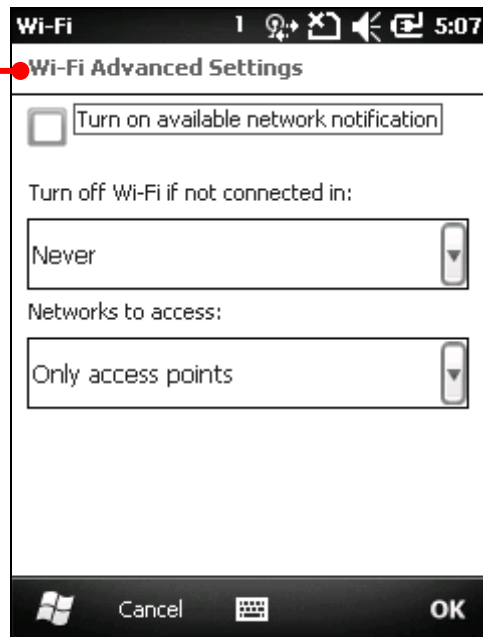 Wi-Fi 1 5:07
Wi-Fi Advanced Settings
Turn on available network notification
Turn off Wi-Fi if not connected in:
Never
Networks to access:
Only access points
Cancel OK